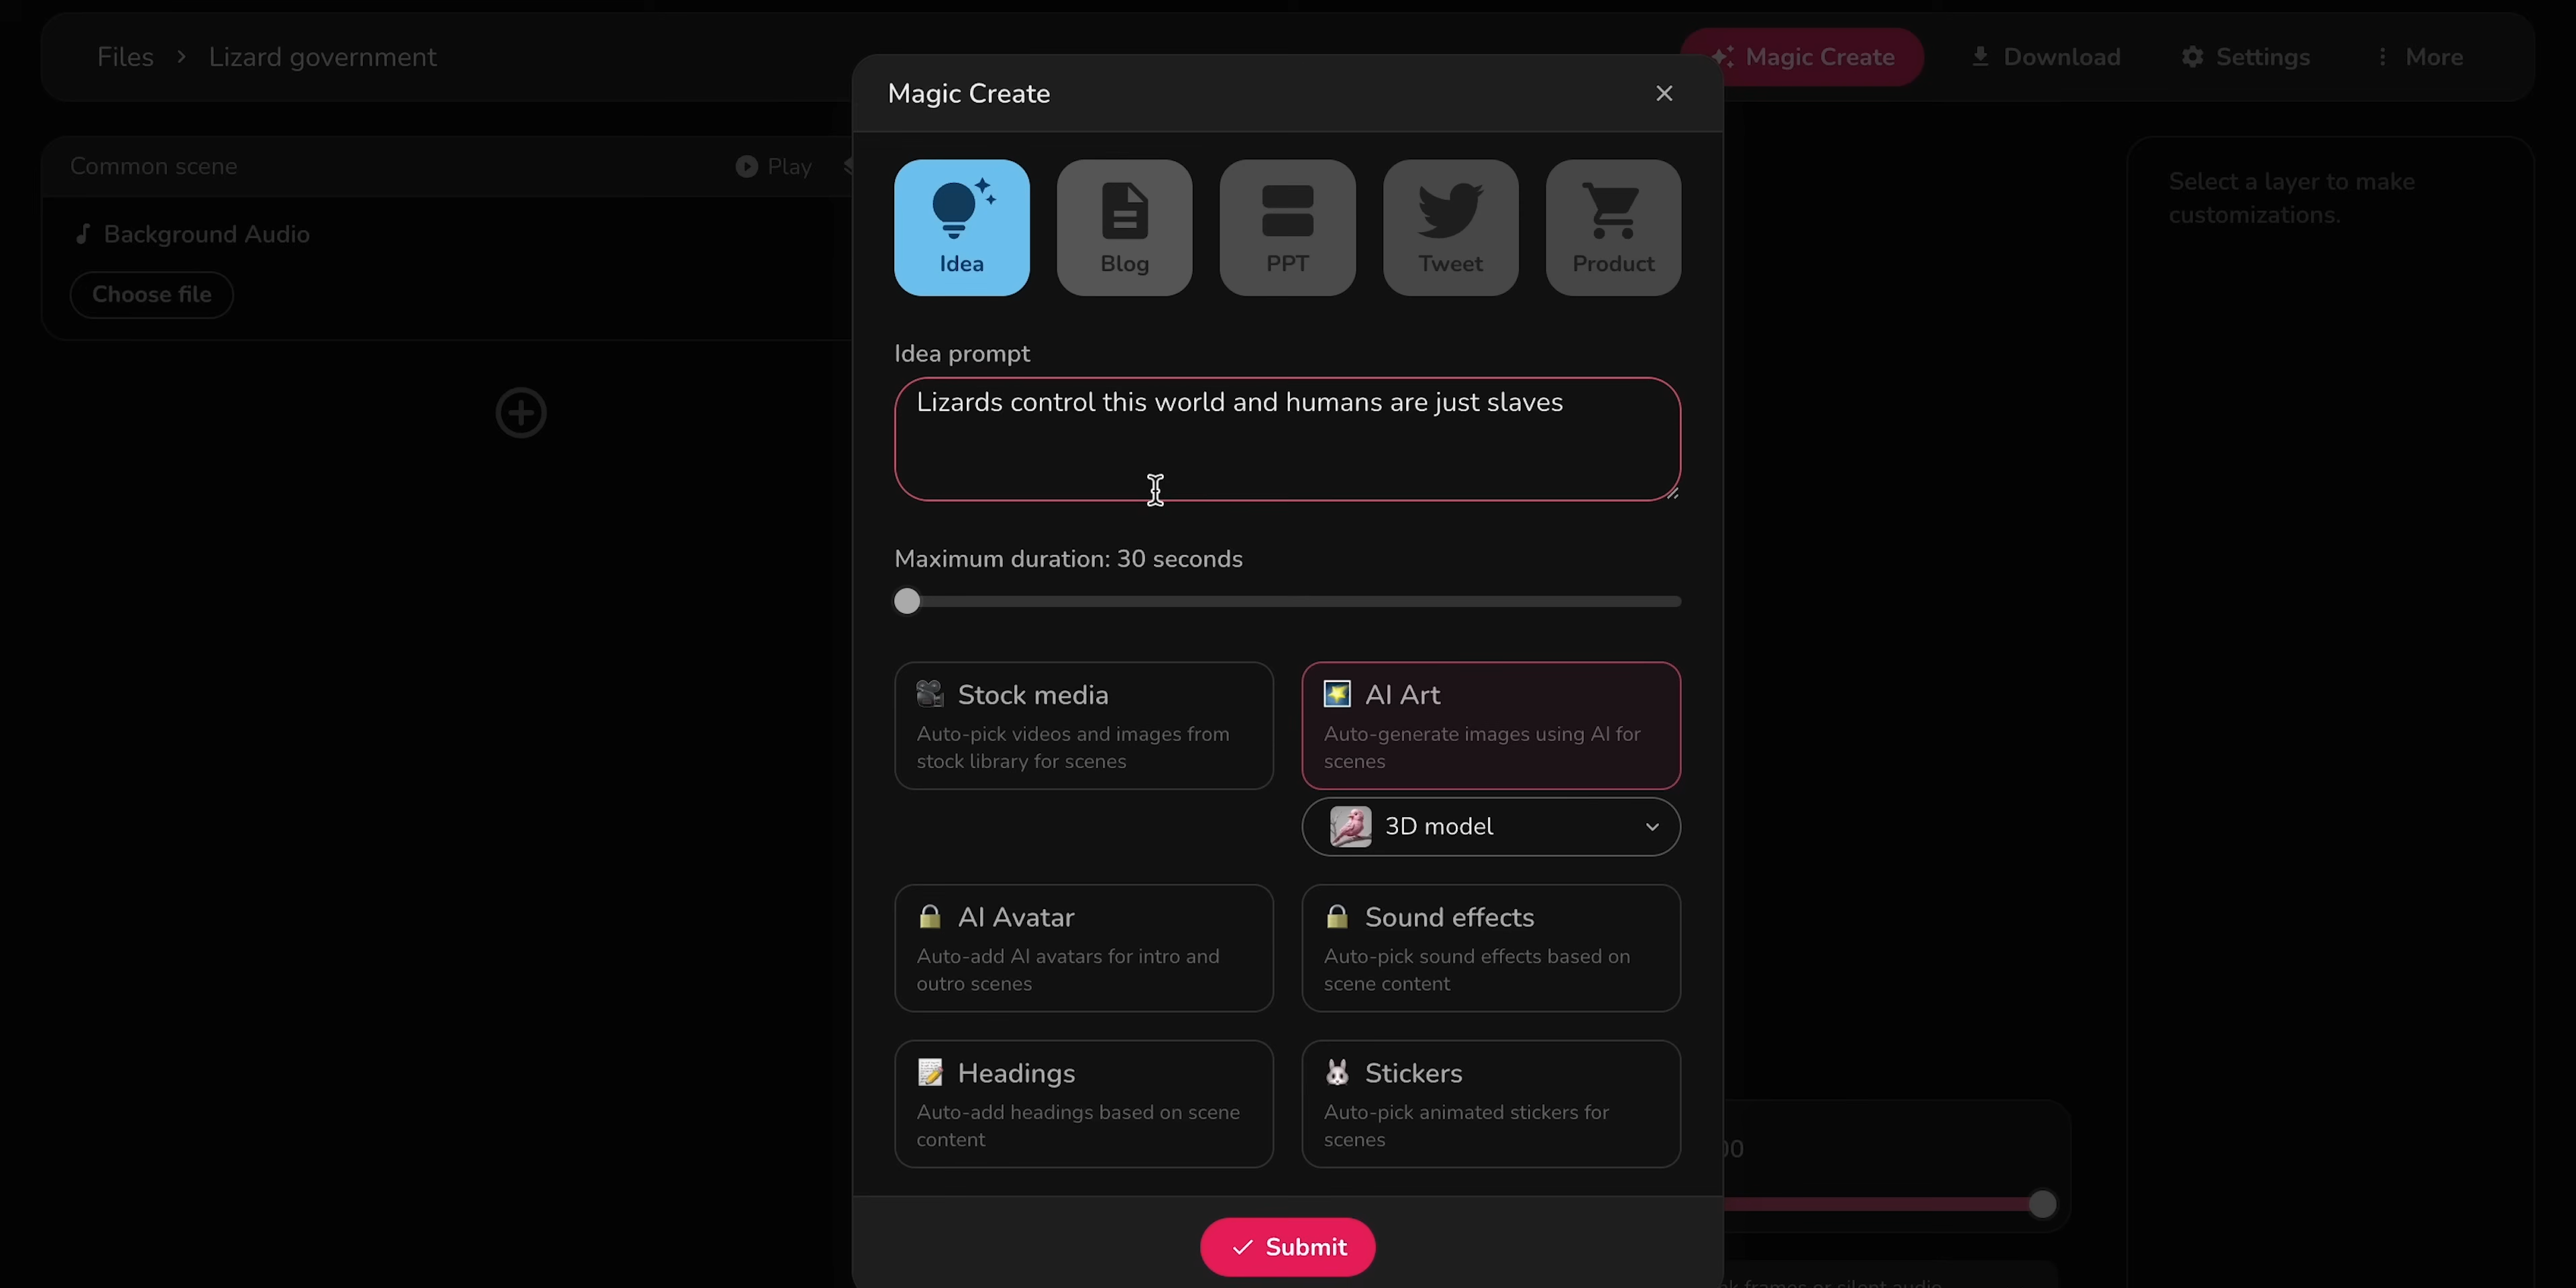 Files > Lizard government
Magic Create
Download
Settings
More
Magic Create
Common scene
Play
Background Audio
Choose file
Idea
Blog
PPT
Tweet
Product
Idea prompt
Lizards control this world and humans are just slaves
Maximum duration: 30 seconds
Stock media
Auto-pick videos and images from
stock library for scenes
AI Art
Auto-generate images using AI for
scenes
3D model
AI Avatar
Auto-add AI avatars for intro and
outro scenes
Sound effects
Auto-pick sound effects based on
scene content
Headings
Auto-add headings based on scene
content
Stickers
Auto-pick animated stickers for
scenes
Submit
Select a layer to make
customizations.
frames or silent audio